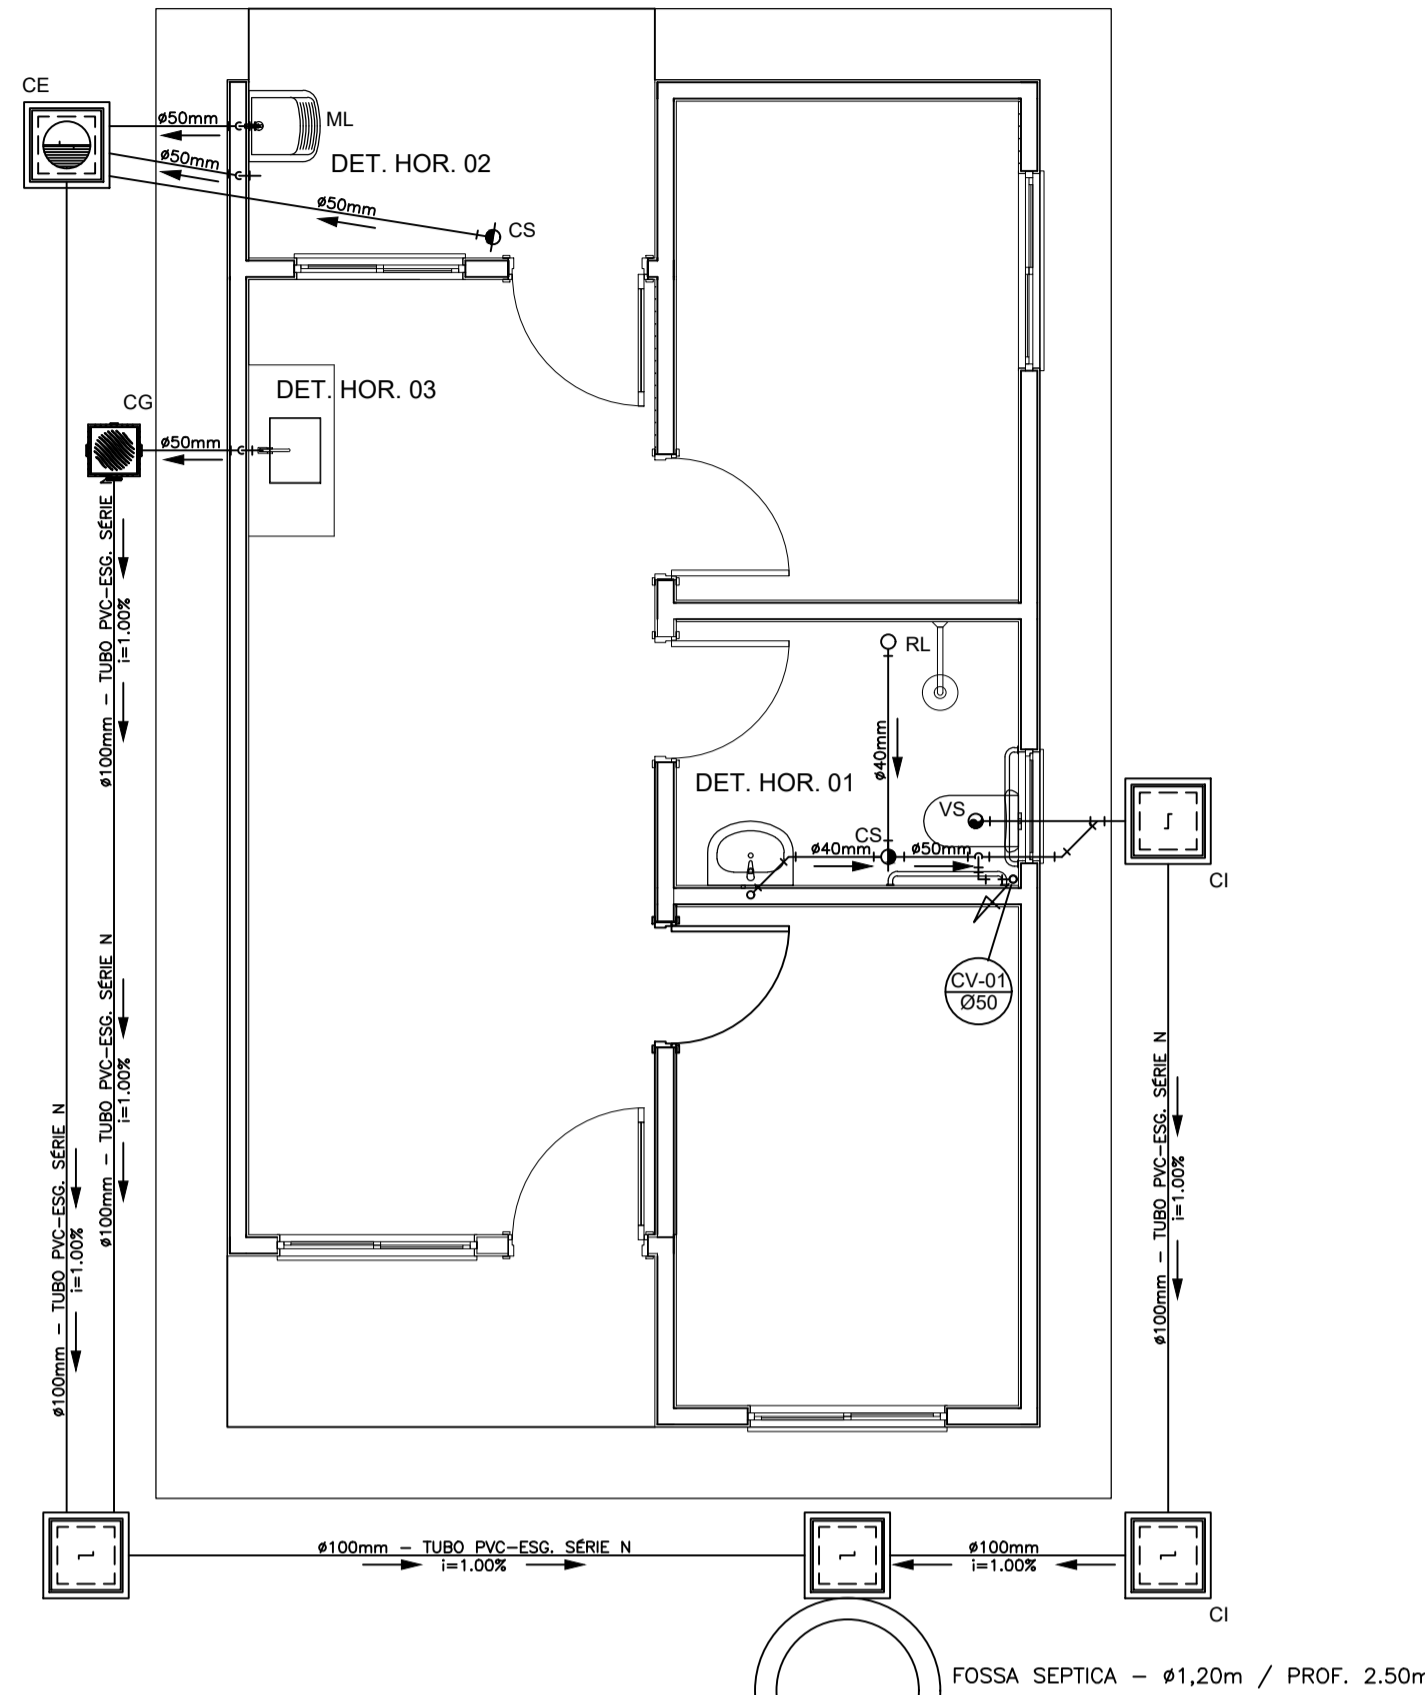 CE
ø50mm
ML
ø50mm
DET. HOR. 02
ø50mm
CS
DET. HOR. 03
CG
ø50mm
ø100mm – TUBO PVC–ESG. SÉRIE
i=1.00%
RL
ø40mm
DET. HOR. 01
VS
CS
ø40mm
ø50mm
CI
CV-01
Ø50
ø100mm – TUBO PVC–ESG. SÉRIE N
i=1.00%
ø100mm – TUBO PVC–ESG. SÉRIE N
i=1.00%
ø100mm – TUBO PVC–ESG. SÉRIE N
i=1.00%
ø100mm – TUBO PVC–ESG. SÉRIE N
i=1.00%
ø100mm
i=1.00%
CI
FOSSA SEPTICA – ø1,20m / PROF. 2.50m